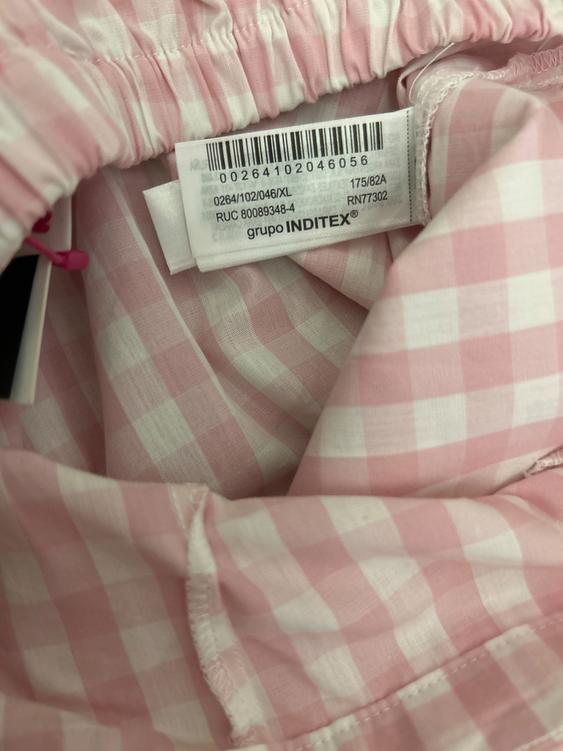 00264102046056
0264/102/046/XL 175/82A
RUC 80089348-4 RN77302
grupo INDITEX®